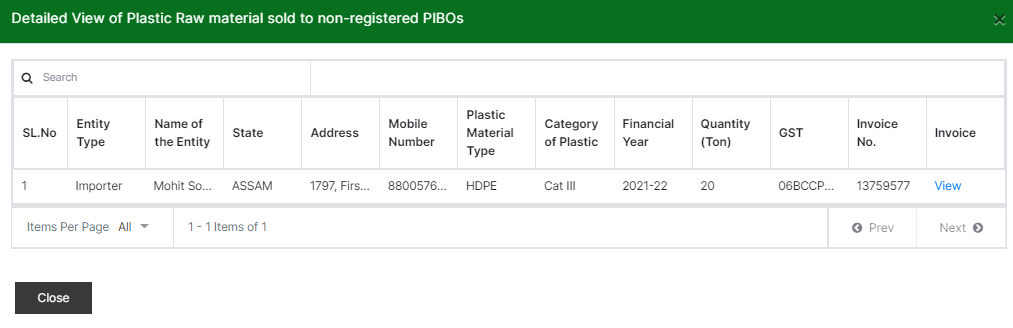 Detailed View of Plastic Raw material sold to non-registered PIBOs
Search
SL.No Entity Type Name of the Entity State Address Mobile Number Plastic Material Type Category of Plastic Financial Year Quantity (Ton) GST Invoice No. Invoice
1 Importer Mohit So... ASSAM 1797, Firs... 8800576... HDPE Cat III 2021-22 20 06BCCP... 13759577 View
Items Per Page All 1 - 1 Items of 1 Prev Next
Close